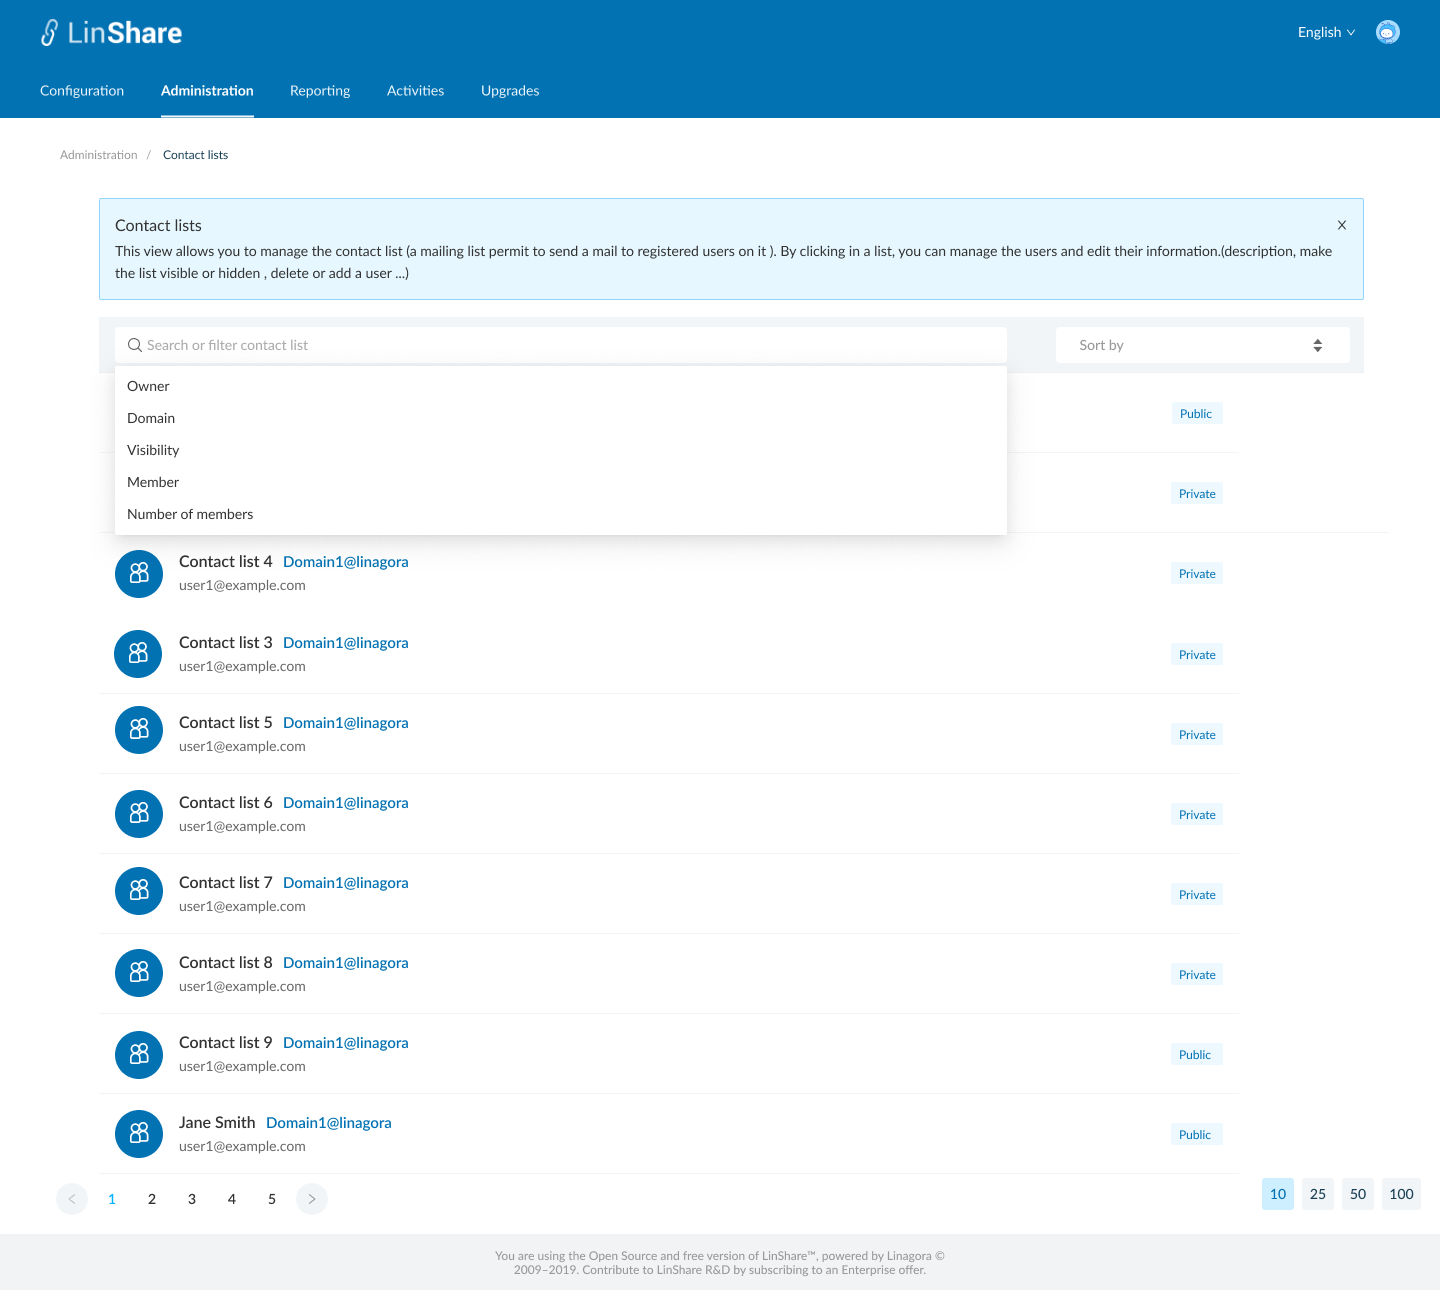 LinShare
English
Configuration Administration Reporting Activities Upgrades
Administration / Contact lists
Contact lists
This view allows you to manage the contact list (a mailing list permit to send a mail to registered users on it ). By clicking in a list, you can manage the users and edit their information.(description, make
the list visible or hidden , delete or add a user ...)
Search or filter contact list
Sort by
Owner
Domain
Visibility
Member
Number of members
Public
Private
Contact list 4 Domain1@linagora
user1@example.com
Private
Contact list 3 Domain1@linagora
user1@example.com
Private
Contact list 5 Domain1@linagora
user1@example.com
Private
Contact list 6 Domain1@linagora
user1@example.com
Private
Contact list 7 Domain1@linagora
user1@example.com
Private
Contact list 8 Domain1@linagora
user1@example.com
Private
Contact list 9 Domain1@linagora
user1@example.com
Public
Jane Smith Domain1@linagora
user1@example.com
Public
< 1 2 3 4 5 >
10 25 50 100
You are using the Open Source and free version of LinShare™, powered by Linagora ©
2009–2019. Contribute to LinShare R&D by subscribing to an Enterprise offer.